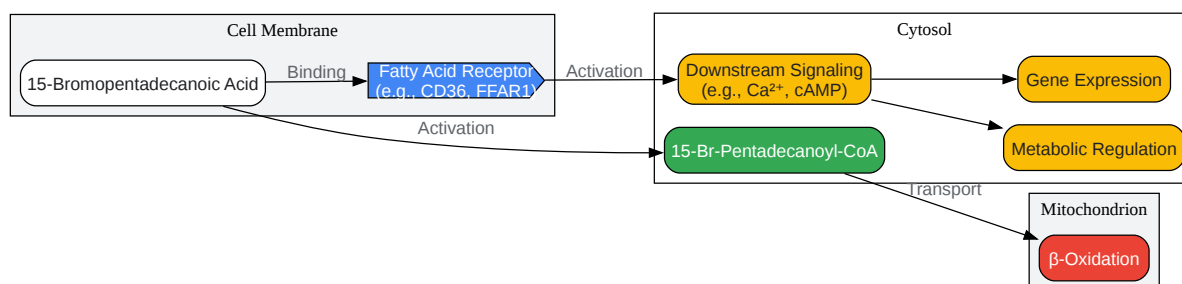 Cell Membrane
Cytosol
15-Bromopentadecanoic Acid
Binding
Fatty Acid Receptor
(e.g., CD36, FFAR1)
Activation
Downstream Signaling
(e.g., Ca²⁺, cAMP)
Gene Expression
Activation
15-Br-Pentadecanoyl-CoA
Metabolic Regulation
Transport
Mitochondrion
β-Oxidation